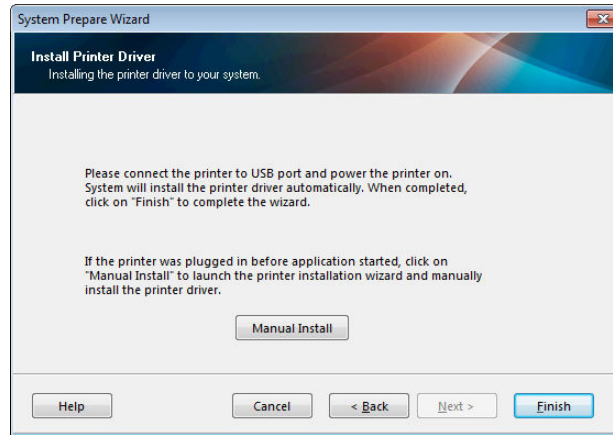 System Prepare Wizard
Install Printer Driver
Installing the printer driver to your system.
Please connect the printer to USB port and power the printer on.
System will install the printer driver automatically. When completed,
click on "Finish" to complete the wizard.
If the printer was plugged in before application started, click on
"Manual Install" to launch the printer installation wizard and manually
install the printer driver.
Manual Install
Help
Cancel
< Back
Next >
Finish